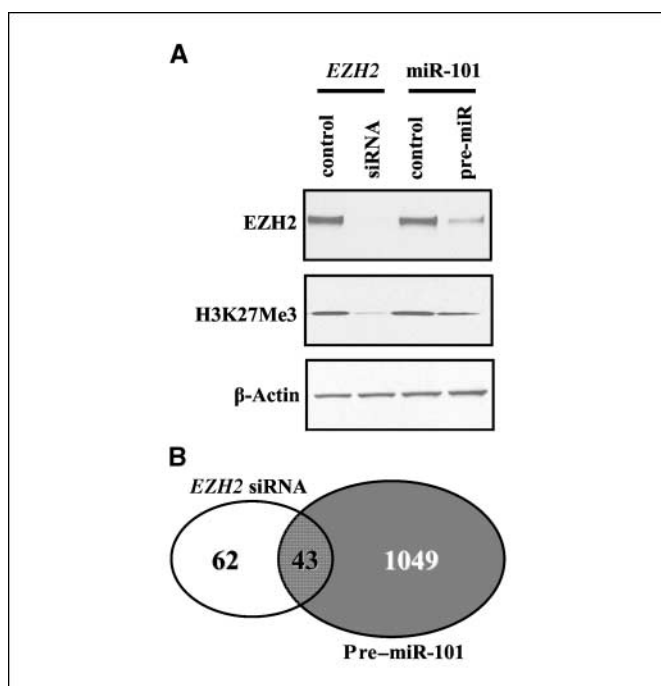 A
EZH2 miR-101
control siRNA control pre-miR
EZH2
H3K27Me3
β-Actin
B
EZH2 siRNA
62 43 1049
Pre–miR-101